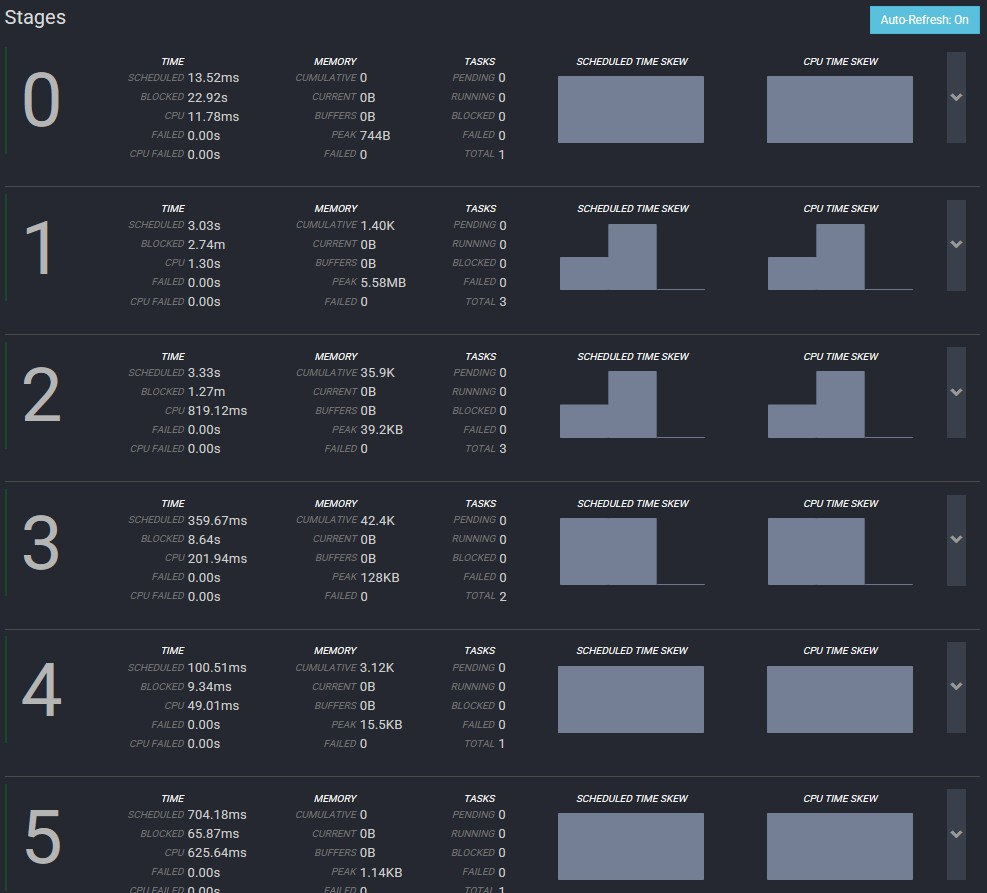 Stages
Auto-Refresh: On
0
TIME MEMORY TASKS SCHEDULED TIME SKEW CPU TIME SKEW
SCHEDULED 13.52ms CUMULATIVE 0 PENDING 0
BLOCKED 22.92s CURRENT 0B RUNNING 0
CPU 11.78ms BUFFERS 0B BLOCKED 0
FAILED 0.00s PEAK 744B FAILED 0
CPU FAILED 0.00s FAILED 0 TOTAL 1
1
TIME MEMORY TASKS SCHEDULED TIME SKEW CPU TIME SKEW
SCHEDULED 3.03s CUMULATIVE 1.40K PENDING 0
BLOCKED 2.74m CURRENT 0B RUNNING 0
CPU 1.30s BUFFERS 0B BLOCKED 0
FAILED 0.00s PEAK 5.58MB FAILED 0
CPU FAILED 0.00s FAILED 0 TOTAL 3
2
TIME MEMORY TASKS SCHEDULED TIME SKEW CPU TIME SKEW
SCHEDULED 3.33s CUMULATIVE 35.9K PENDING 0
BLOCKED 1.27m CURRENT 0B RUNNING 0
CPU 819.12ms BUFFERS 0B BLOCKED 0
FAILED 0.00s PEAK 39.2KB FAILED 0
CPU FAILED 0.00s FAILED 0 TOTAL 3
3
TIME MEMORY TASKS SCHEDULED TIME SKEW CPU TIME SKEW
SCHEDULED 359.67ms CUMULATIVE 42.4K PENDING 0
BLOCKED 8.64s CURRENT 0B RUNNING 0
CPU 201.94ms BUFFERS 0B BLOCKED 0
FAILED 0.00s PEAK 128KB FAILED 0
CPU FAILED 0.00s FAILED 0 TOTAL 2
4
TIME MEMORY TASKS SCHEDULED TIME SKEW CPU TIME SKEW
SCHEDULED 100.51ms CUMULATIVE 3.12K PENDING 0
BLOCKED 9.34ms CURRENT 0B RUNNING 0
CPU 49.01ms BUFFERS 0B BLOCKED 0
FAILED 0.00s PEAK 15.5KB FAILED 0
CPU FAILED 0.00s FAILED 0 TOTAL 1
5
TIME MEMORY TASKS SCHEDULED TIME SKEW CPU TIME SKEW
SCHEDULED 704.18ms CUMULATIVE 0 PENDING 0
BLOCKED 65.87ms CURRENT 0B RUNNING 0
CPU 625.64ms BUFFERS 0B BLOCKED 0
FAILED 0.00s PEAK 1.14KB FAILED 0
CPU FAILED 0.00s FAILED 0 TOTAL 1